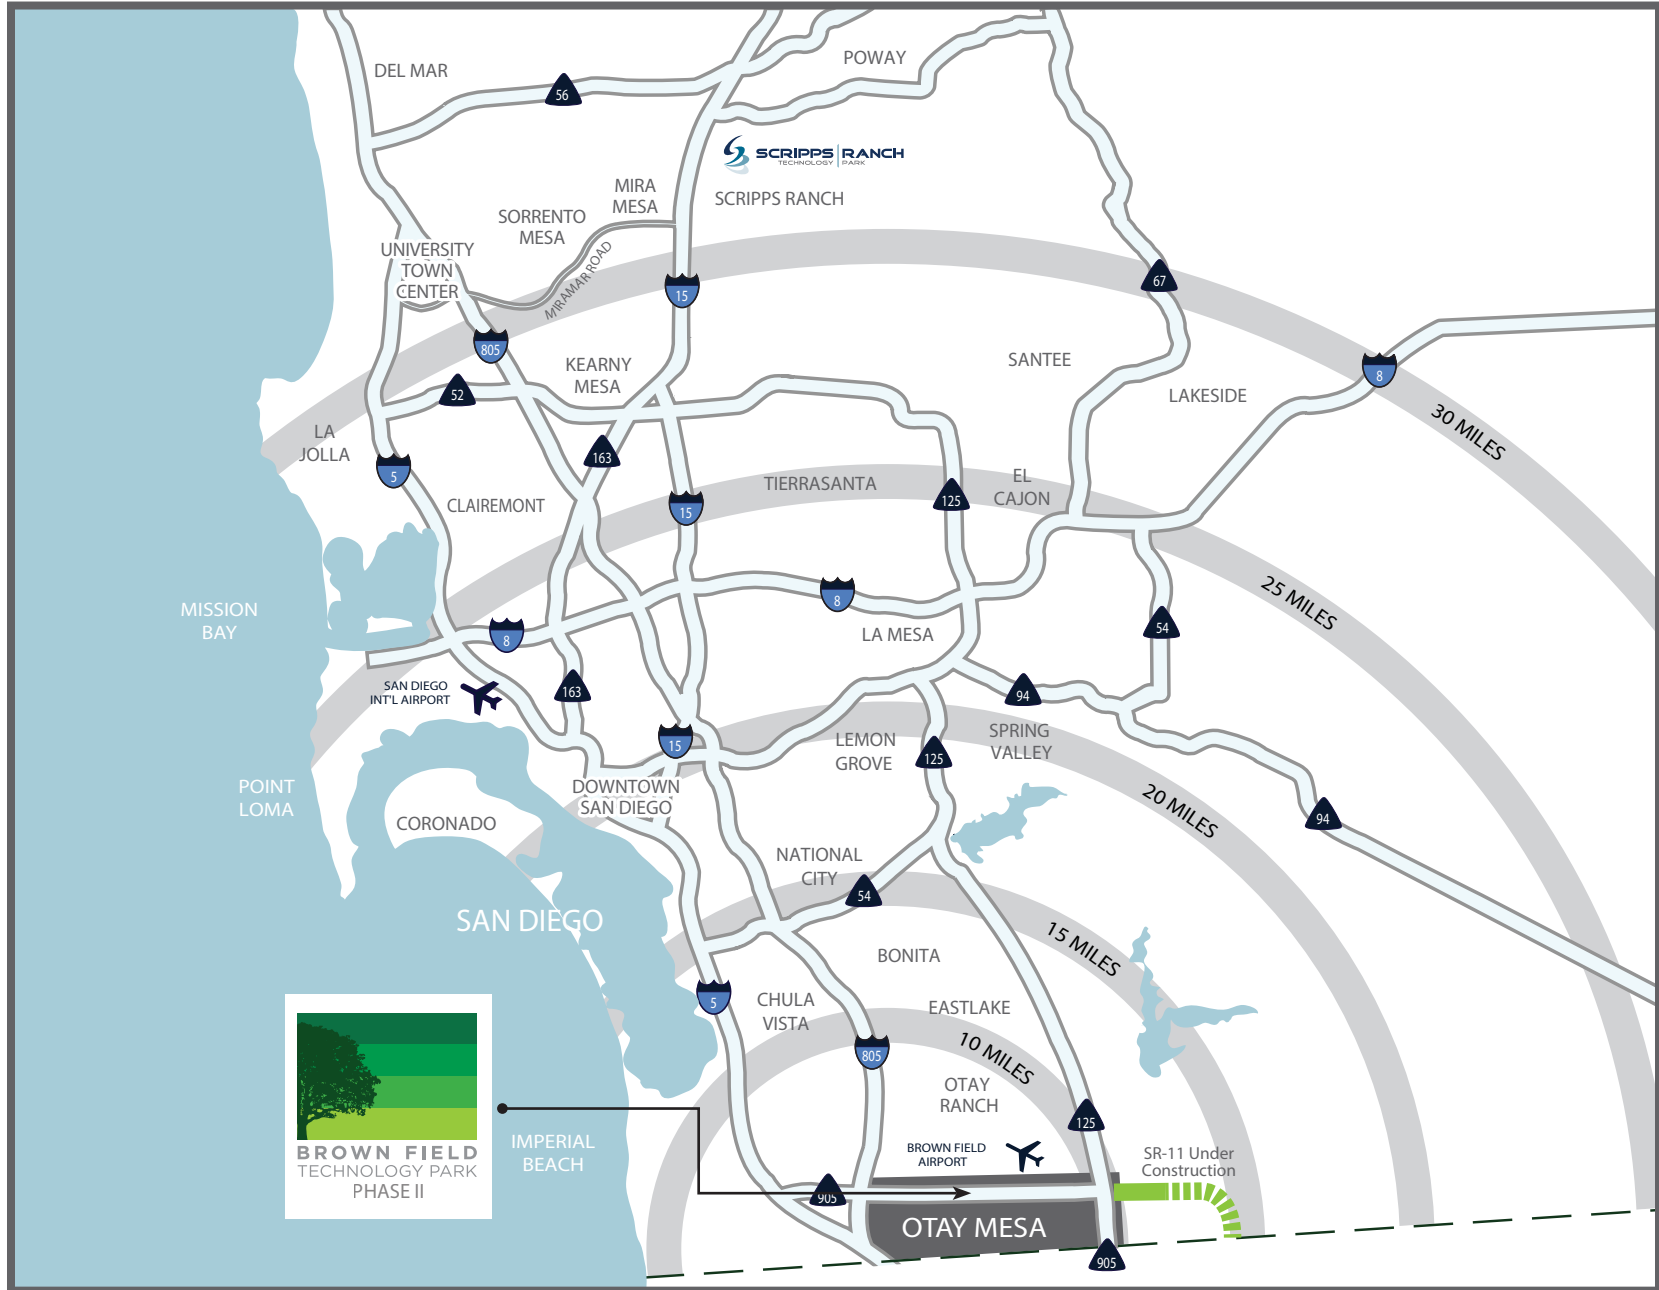 DEL MAR
POWAY
56
SCRIPPS RANCH
TECHNOLOGY PARK
MIRA
MESA
SCRIPPS RANCH
SORRENTO
MESA
UNIVERSITY
TOWN
CENTER
MIRAMAR ROAD
15
67
805
KEARNY
MESA
SANTEE
8
52
LAKESIDE
30 MILES
LA
JOLLA
163
5
TIERRASANTA
EL
CAJON
CLAIREMONT
125
15
MISSION
BAY
8
25 MILES
8
LA MESA
54
SAN DIEGO
INT'L AIRPORT
163
94
15
LEMON
GROVE
125
SPRING
VALLEY
POINT
LOMA
DOWNTOWN
SAN DIEGO
20 MILES
94
CORONADO
NATIONAL
CITY
54
SAN DIEGO
15 MILES
BONITA
5
CHULA
VISTA
EASTLAKE
805
10 MILES
OTAY
RANCH
125
BROWN FIELD
TECHNOLOGY PARK
PHASE II
IMPERIAL
BEACH
BROWN FIELD
AIRPORT
SR-11 Under
Construction
905
OTAY MESA
905